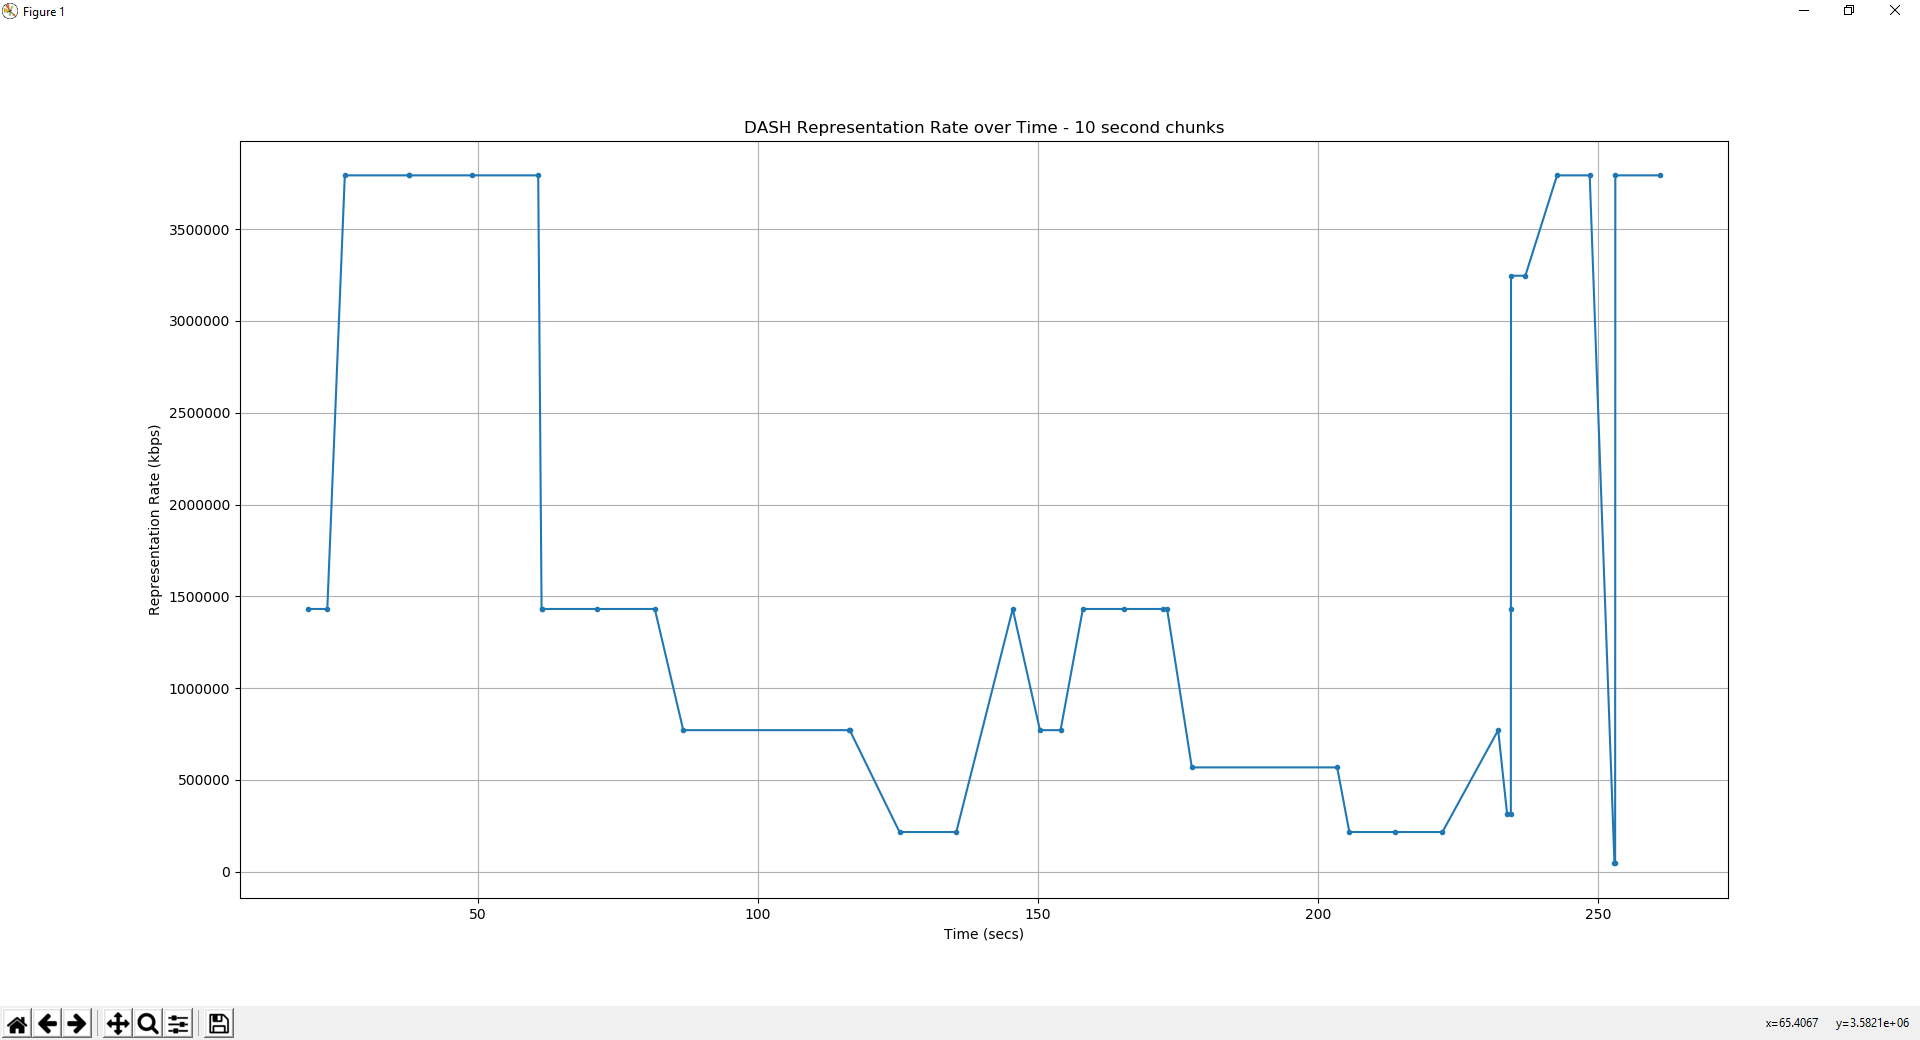 Figure 1
DASH Representation Rate over Time - 10 second chunks
3500000
3000000
2500000
2000000
1500000
1000000
500000
0
Representation Rate (kbps)
50 100 150 200 250
Time (secs)
x=65.4067 y=3.5821e+06